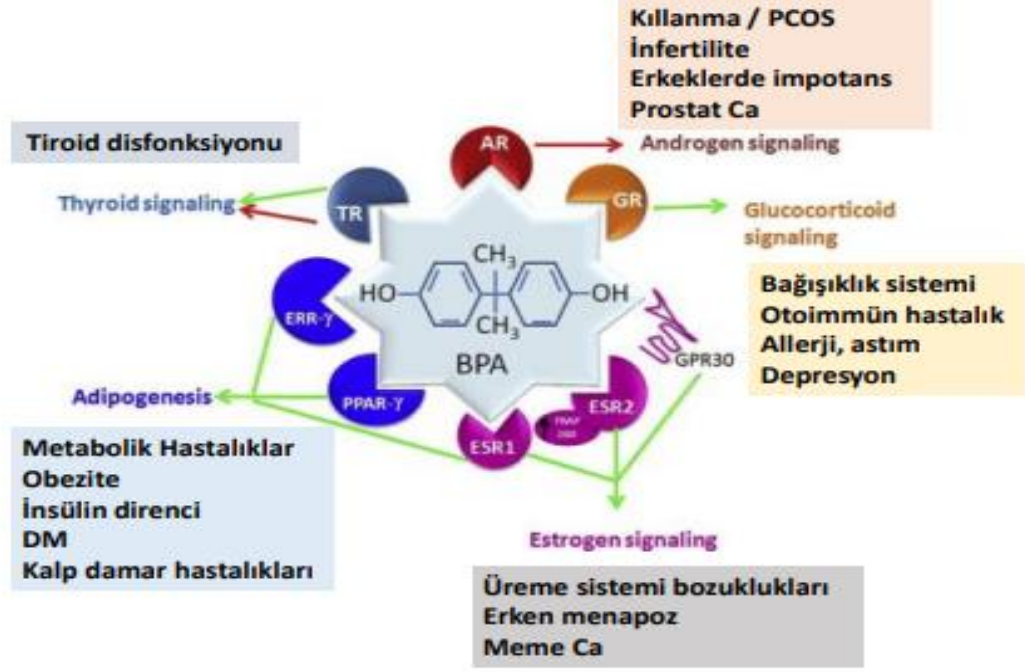 Kıllanma / PCOS
İnfertilite
Erkeklerde impotans
Prostat Ca
Tiroid disfonksiyonu
AR
Androgen signaling
Thyroid signaling
TR
GR
Glucocorticoid
signaling
CH3
HO
OH
CH3
BPA
ERR-γ
GPR30
Bağışıklık sistemi
Otoimmün hastalık
Allerji, astım
Depresyon
Adipogenesis
PPAR-γ
ESR1
ESR2
Metabolik Hastalıklar
Obezite
İnsülin direnci
DM
Kalp damar hastalıkları
Estrogen signaling
Üreme sistemi bozuklukları
Erken menapoz
Meme Ca